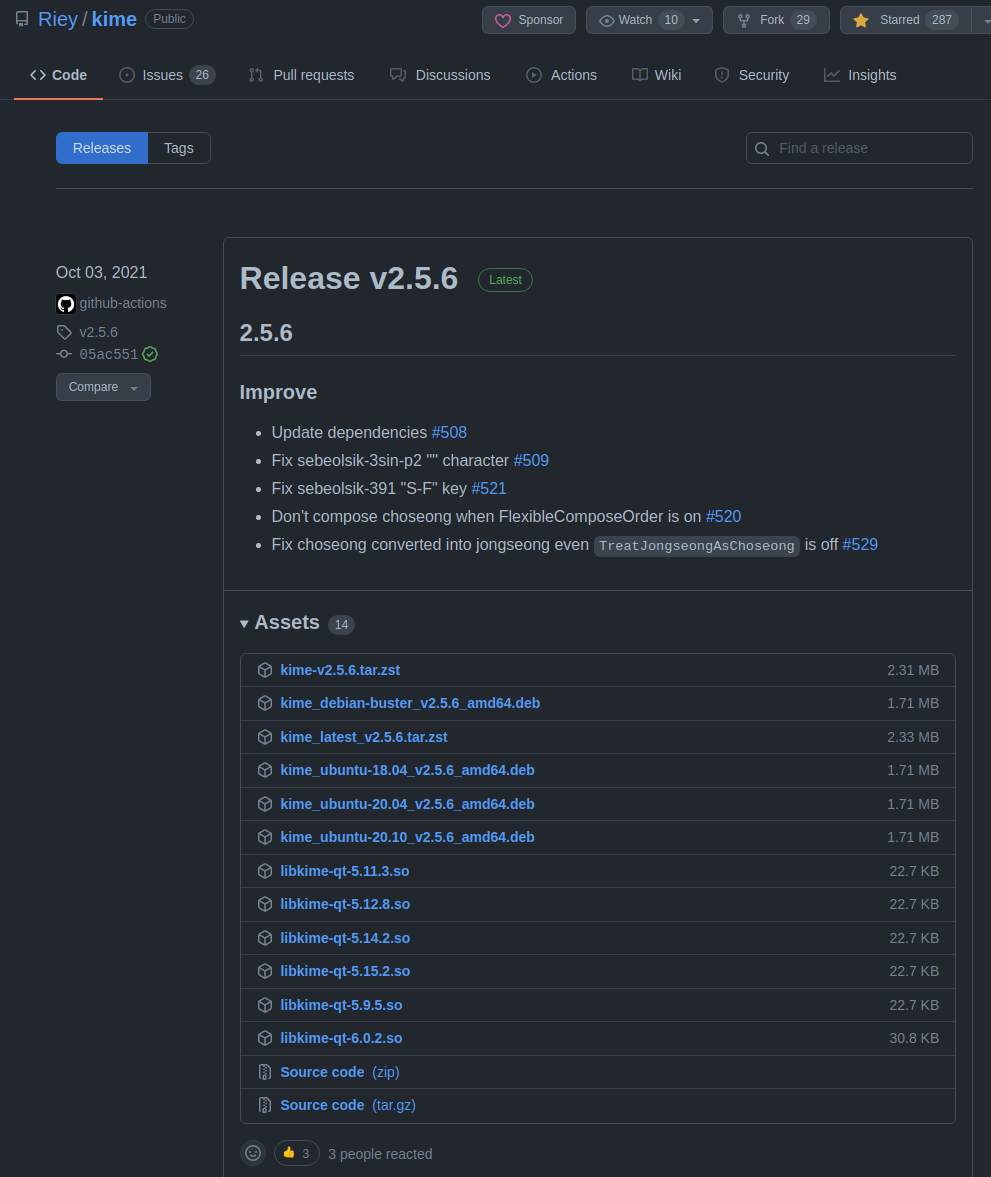 Riey / kime Public Sponsor Watch 10 Fork 29 Starred 287
Code Issues 26 Pull requests Discussions Actions Wiki Security Insights
Releases Tags Find a release
Oct 03, 2021
github-actions
v2.5.6
05ac551
Compare
Release v2.5.6 Latest
2.5.6
Improve
Update dependencies #508
Fix sebeolsik-3sin-p2 "" character #509
Fix sebeolsik-391 "S-F" key #521
Don't compose choseong when FlexibleComposeOrder is on #520
Fix choseong converted into jongseong even TreatJongseongAsChoseong is off #529
Assets 14
kime-v2.5.6.tar.zst 2.31 MB
kime_debian-buster_v2.5.6_amd64.deb 1.71 MB
kime_latest_v2.5.6.tar.zst 2.33 MB
kime_ubuntu-18.04_v2.5.6_amd64.deb 1.71 MB
kime_ubuntu-20.04_v2.5.6_amd64.deb 1.71 MB
kime_ubuntu-20.10_v2.5.6_amd64.deb 1.71 MB
libkime-qt-5.11.3.so 22.7 KB
libkime-qt-5.12.8.so 22.7 KB
libkime-qt-5.14.2.so 22.7 KB
libkime-qt-5.15.2.so 22.7 KB
libkime-qt-5.9.5.so 22.7 KB
libkime-qt-6.0.2.so 30.8 KB
Source code (zip)
Source code (tar.gz)
👍 3 3 people reacted